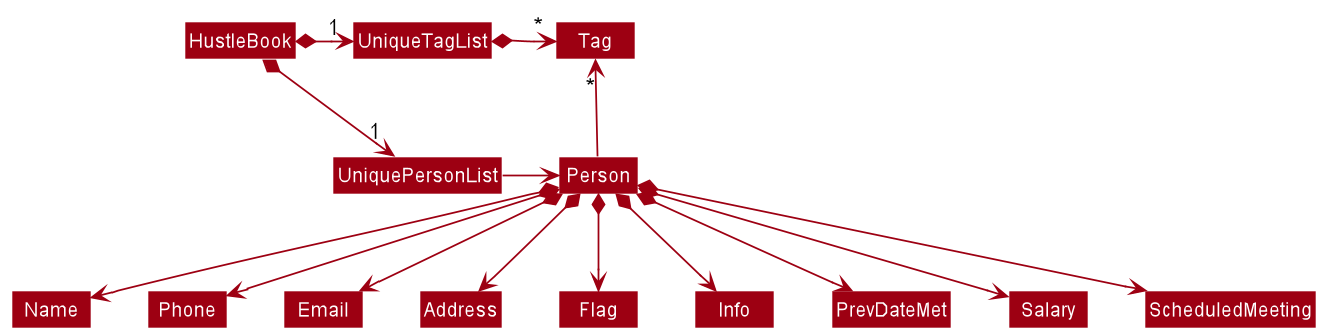 HustleBook
1
UniqueTagList
*
Tag
*
1
UniquePersonList
Person
Name
Phone
Email
Address
Flag
Info
PrevDateMet
Salary
ScheduledMeeting